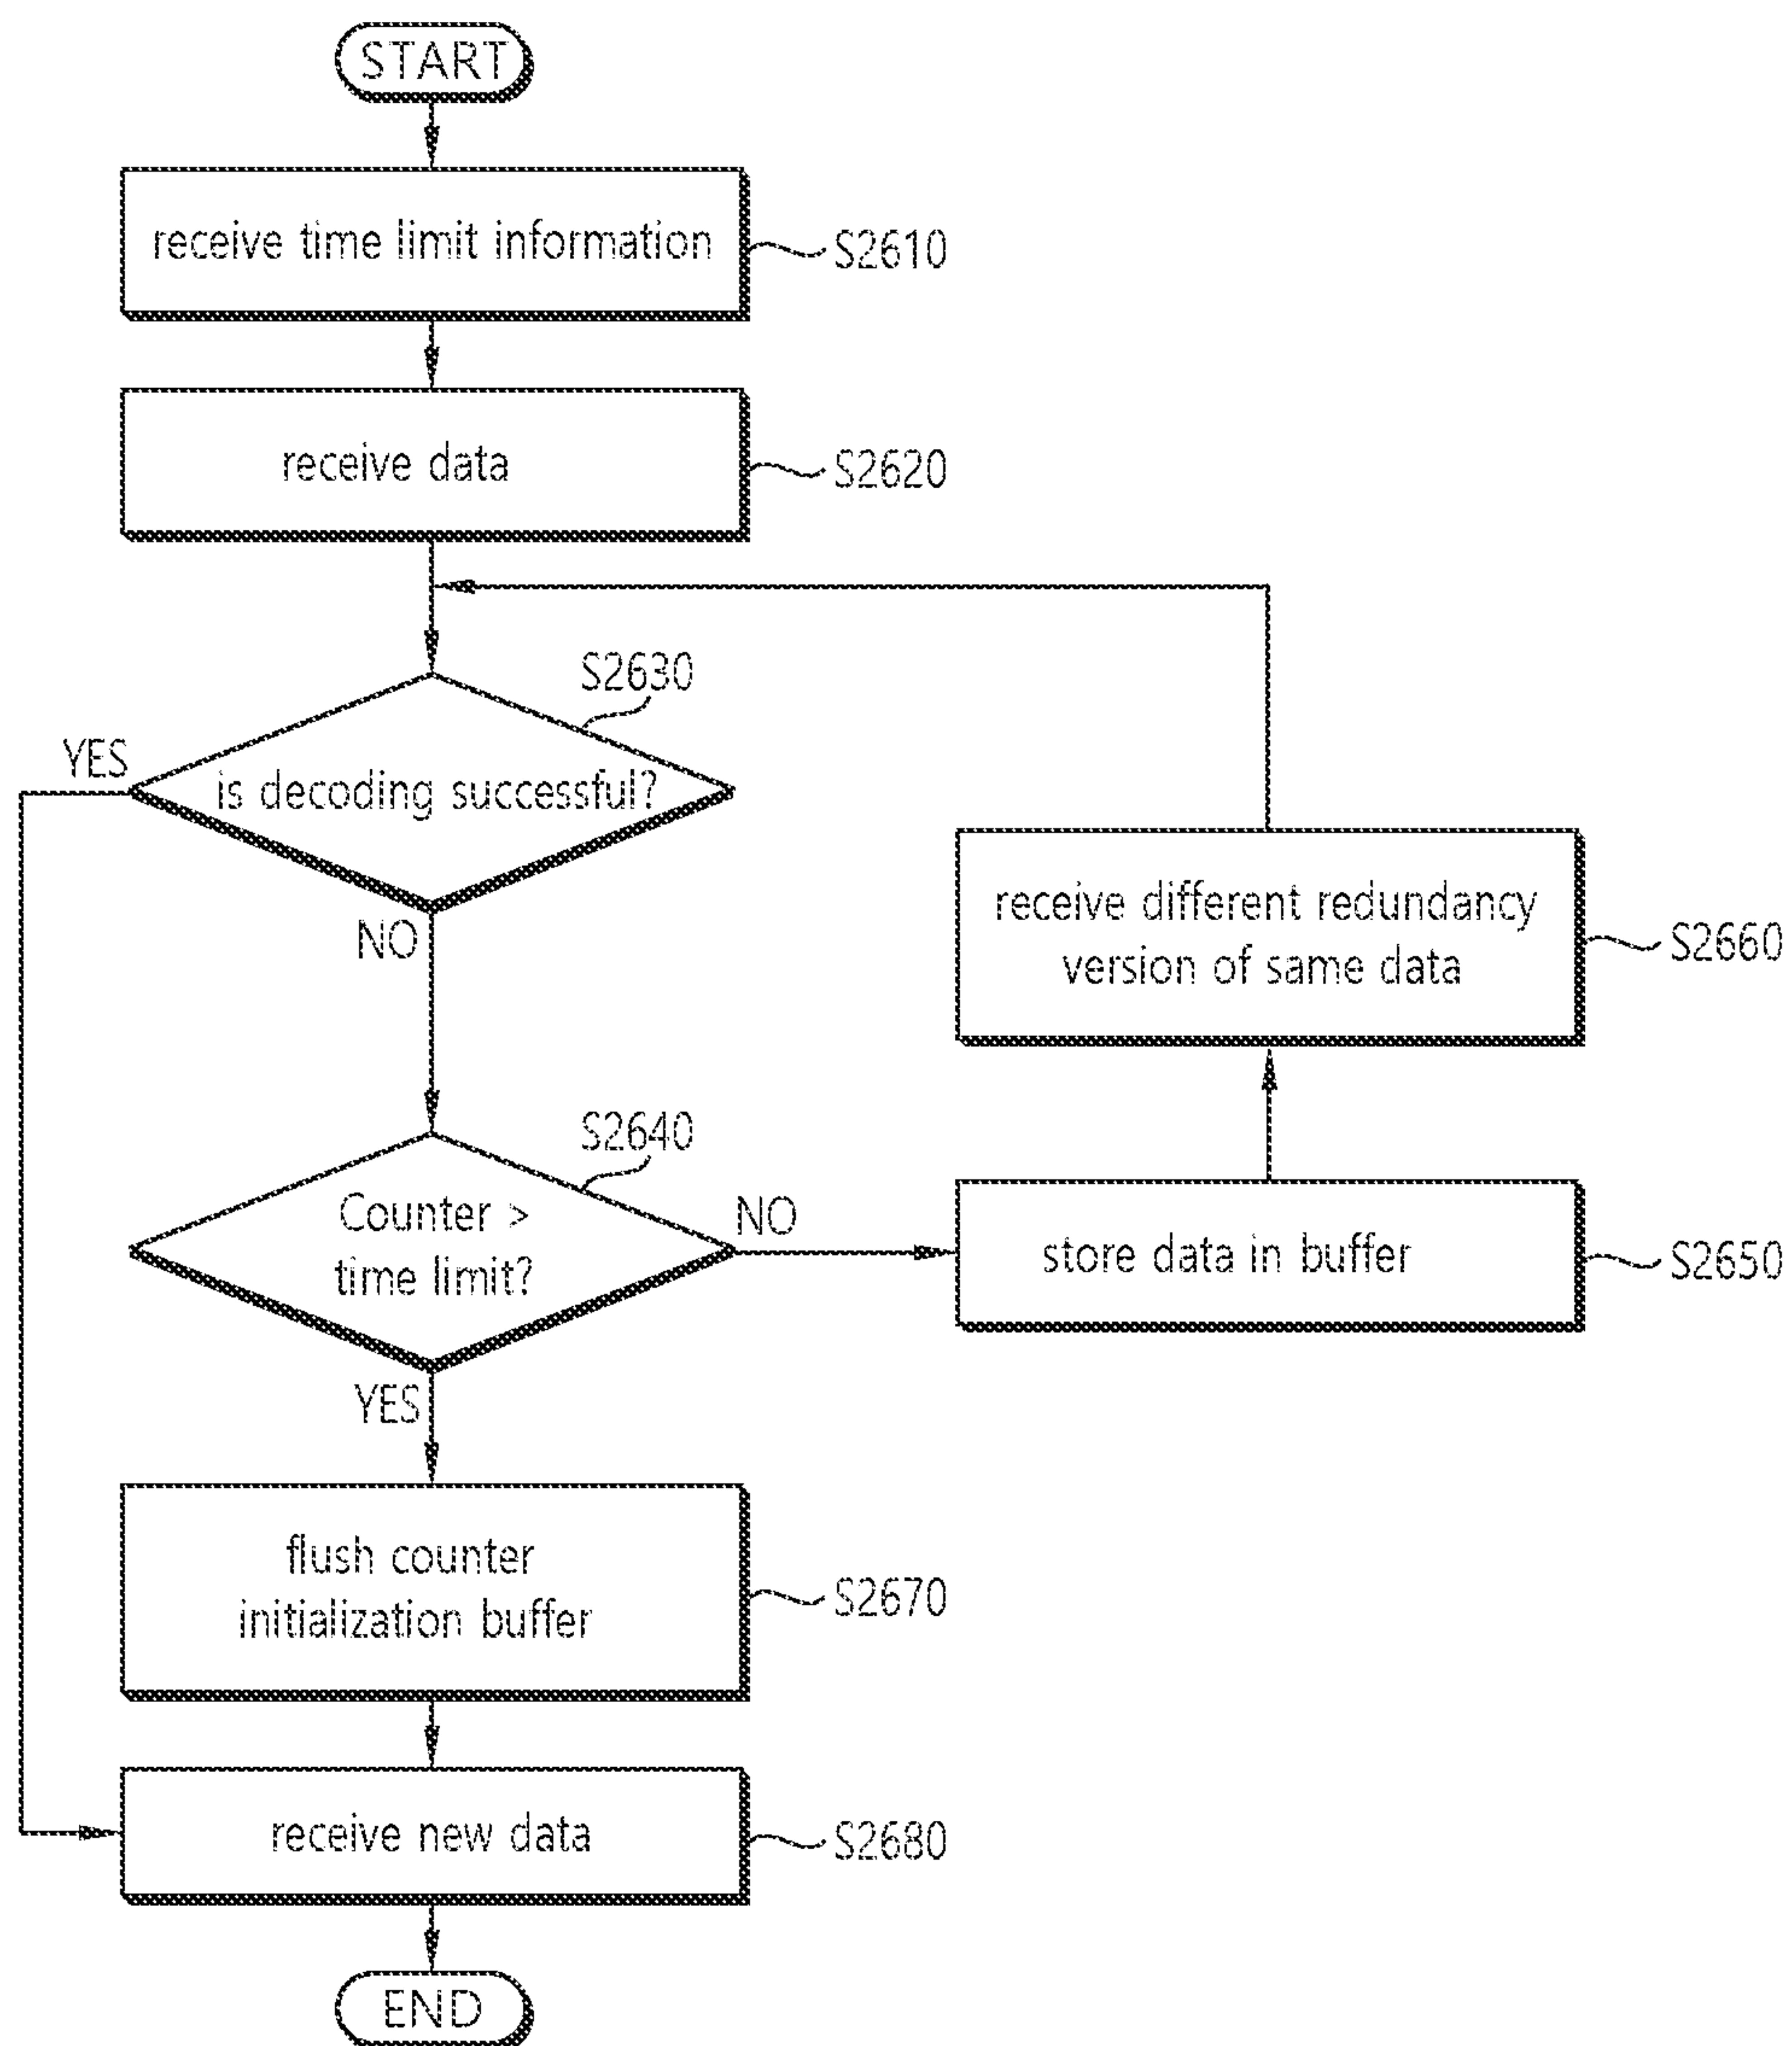 START
receive time limit information
S2610
receive data
S2620
S2630
YES
is decoding successful?
NO
receive different redundancy
version of same data
S2660
S2640
Counter >
time limit?
NO
store data in buffer
S2650
YES
flush counter
initialization buffer
S2670
receive new data
S2680
END